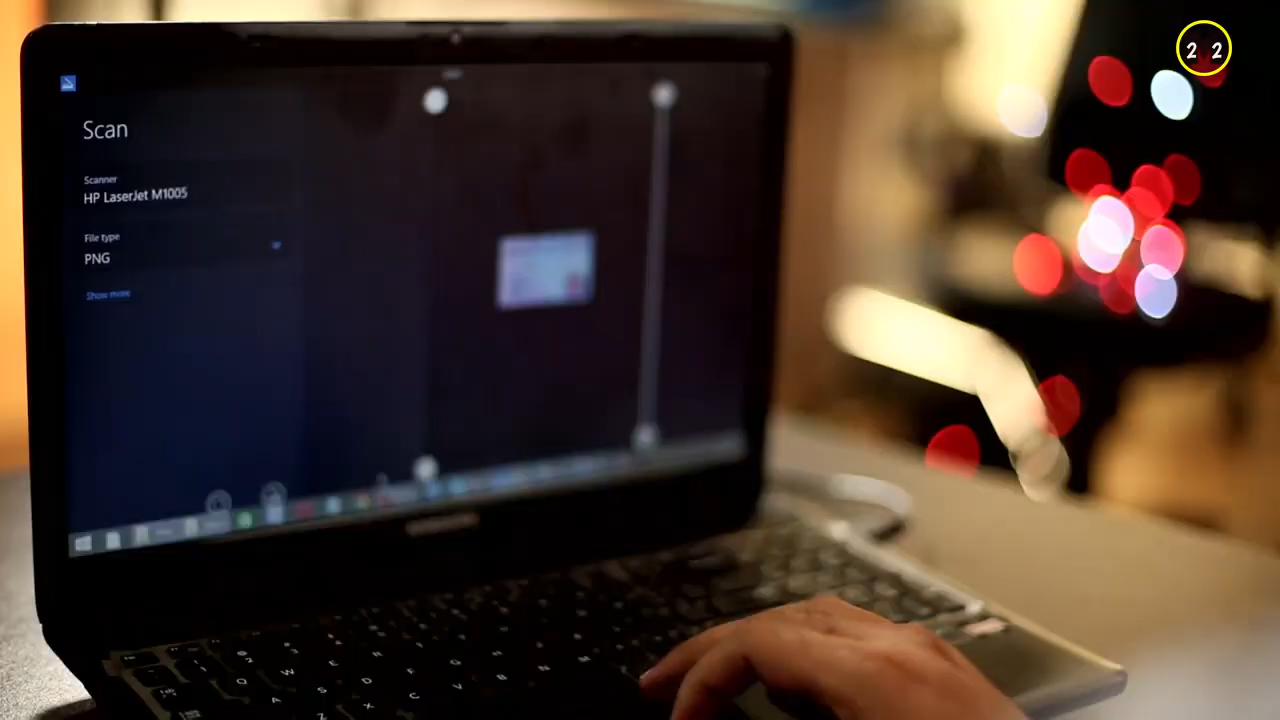 2 2
Scan
Scanner
HP LaserJet M1005
File type
PNG
Show more
Q W E R T Y
A S D F G H
Z X C V B N M